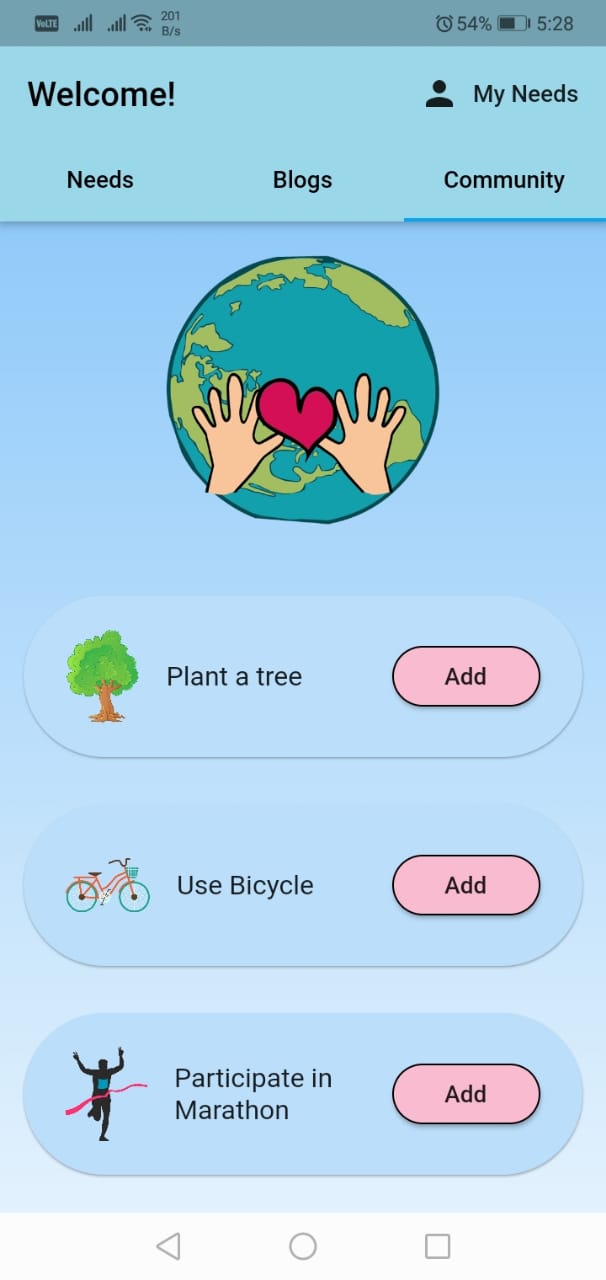 VoLTE 201 B/s 54% 5:28
Welcome! My Needs
Needs Blogs Community
Plant a tree Add
Use Bicycle Add
Participate in
Marathon Add